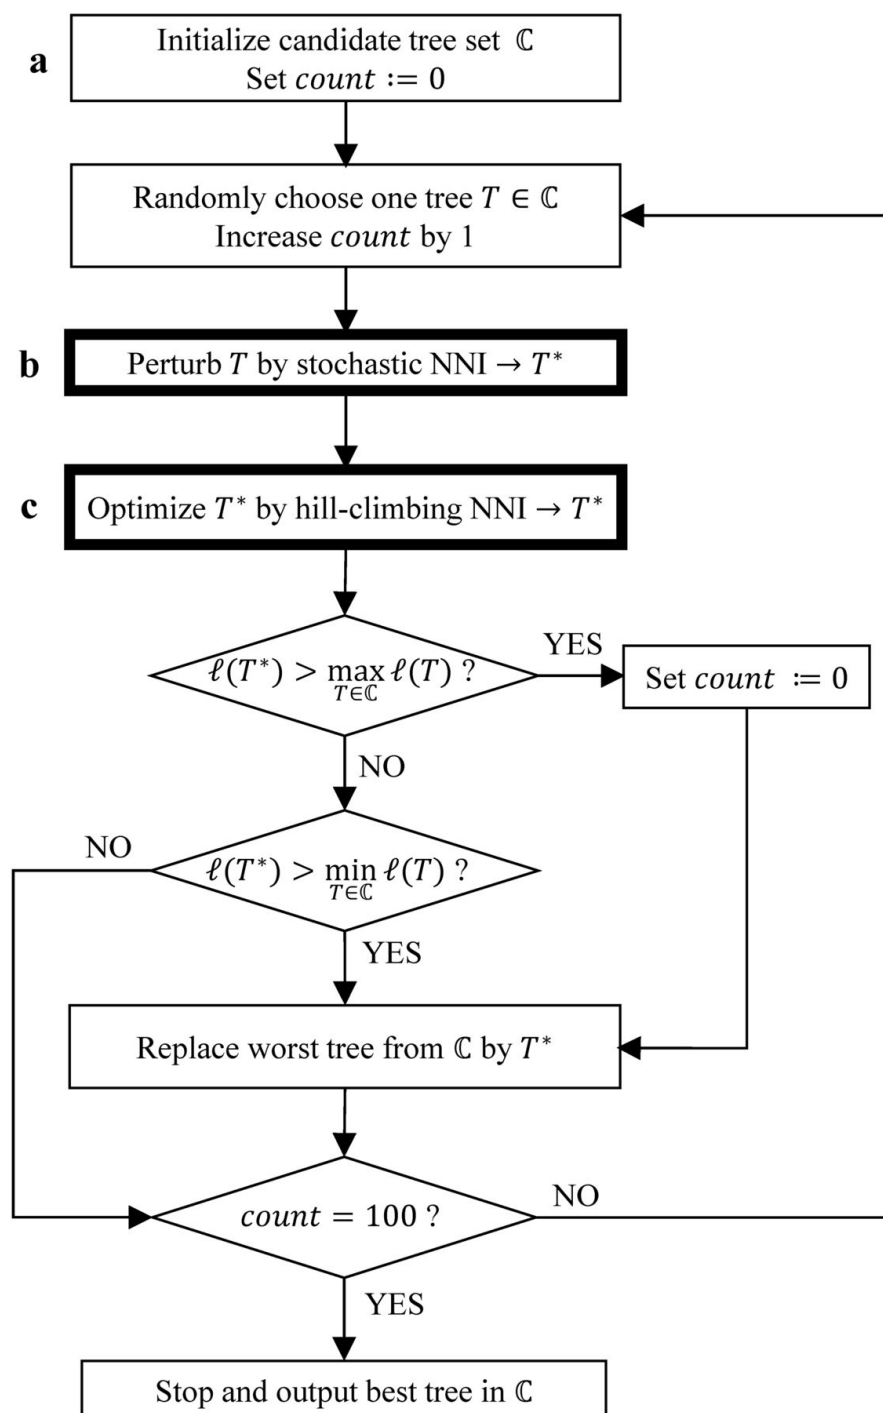 a
Initialize candidate tree set ℂ
Set count := 0
Randomly choose one tree T ∈ ℂ
Increase count by 1
b
Perturb T by stochastic NNI → T*
c
Optimize T* by hill-climbing NNI → T*
ℓ(T*) > max ℓ(T) ?
T∈ℂ
YES
Set count := 0
NO
NO
ℓ(T*) > min ℓ(T) ?
T∈ℂ
YES
Replace worst tree from ℂ by T*
count = 100 ?
NO
YES
Stop and output best tree in ℂ